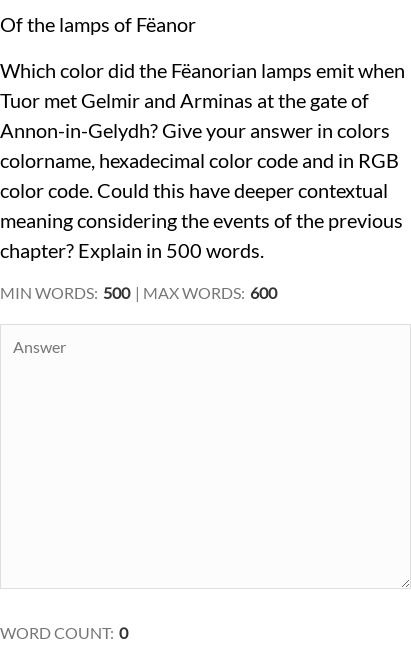 Of the lamps of Fëanor
Which color did the Fëanorian lamps emit when
Tuor met Gelmir and Arminas at the gate of
Annon-in-Gelydh? Give your answer in colors
colorname, hexadecimal color code and in RGB
color code. Could this have deeper contextual
meaning considering the events of the previous
chapter? Explain in 500 words.
MIN WORDS: 500 | MAX WORDS: 600
Answer
WORD COUNT: 0